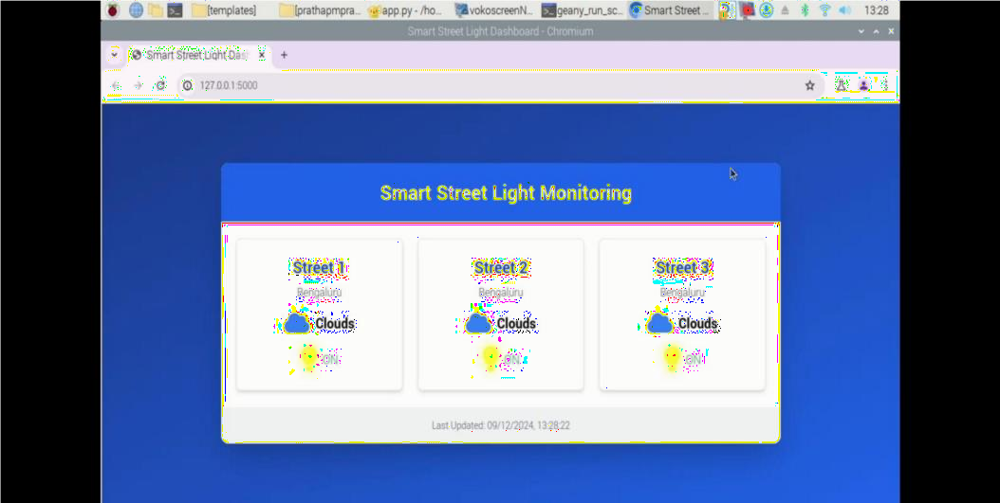 [templates] [prathapmpra... app.py - /ho... vokoscreenN... geany_run_sc... Smart Street ... 13:28
Smart Street Light Dashboard - Chromium
Smart Street Light Das
127.0.0.1:5000
Smart Street Light Monitoring
Street 1
Bengaluru
Clouds
ON
Street 2
Bengaluru
Clouds
ON
Street 3
Bengaluru
Clouds
ON
Last Updated: 09/12/2024, 13:28:22